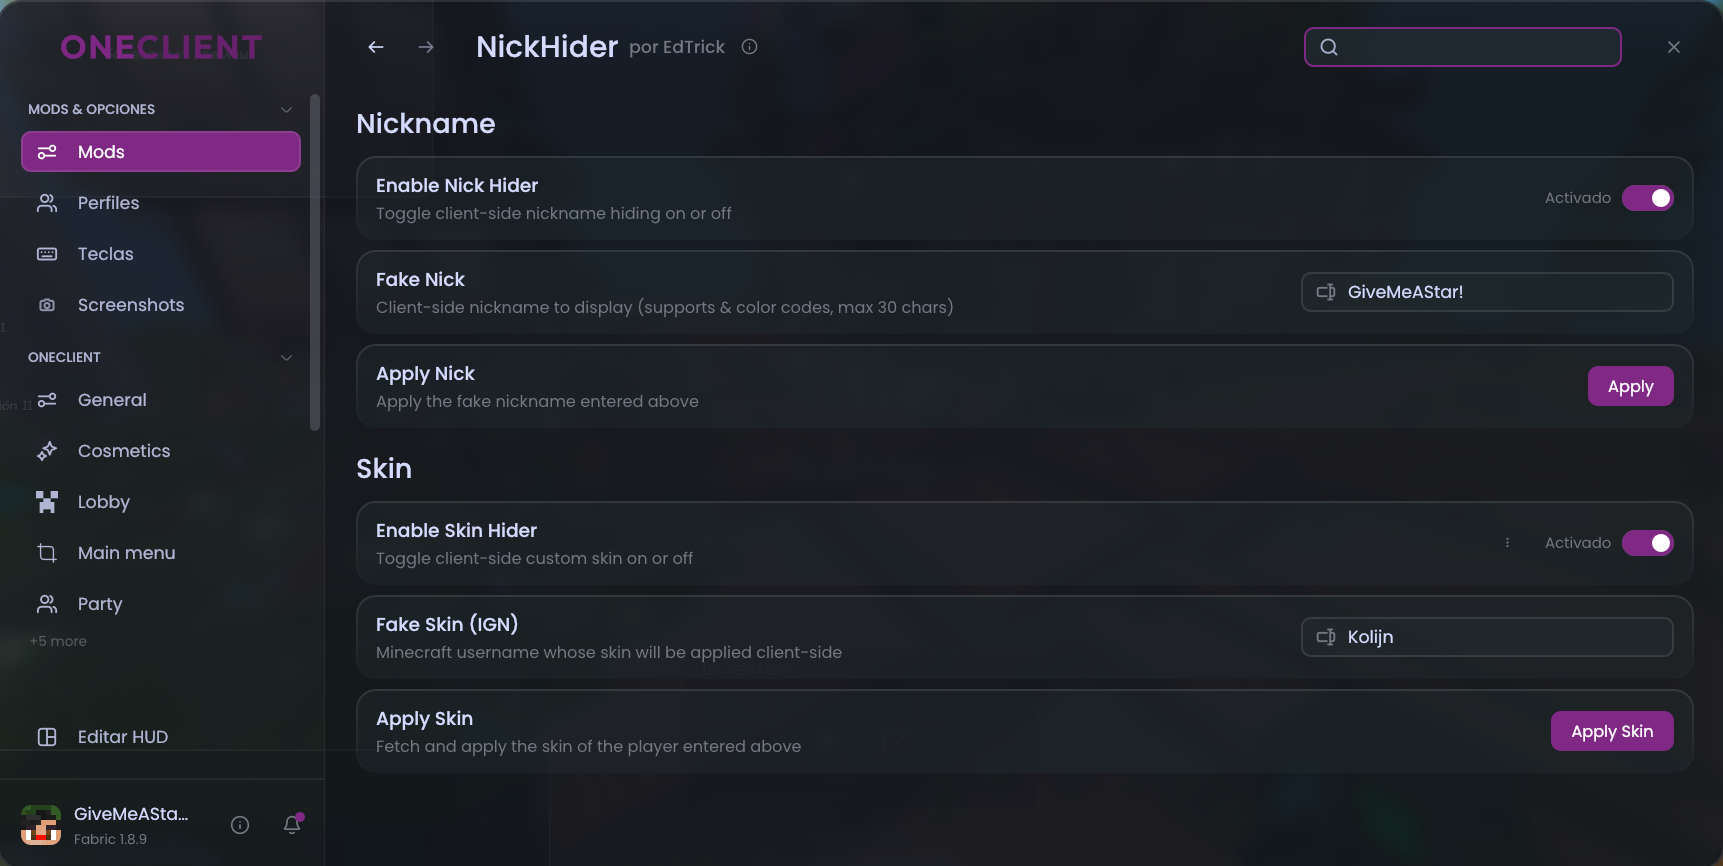 ONECLIENT
MODS & OPCIONES
Mods
Perfiles
Teclas
Screenshots
ONECLIENT
General
Cosmetics
Lobby
Main menu
Party
+5 more
Editar HUD
GiveMeASta...
Fabric 1.8.9
NickHider por EdTrick
Nickname
Enable Nick Hider
Toggle client-side nickname hiding on or off
Activado
Fake Nick
Client-side nickname to display (supports & color codes, max 30 chars)
GiveMeAStar!
Apply Nick
Apply the fake nickname entered above
Apply
Skin
Enable Skin Hider
Toggle client-side custom skin on or off
Activado
Fake Skin (IGN)
Minecraft username whose skin will be applied client-side
Kolijn
Apply Skin
Fetch and apply the skin of the player entered above
Apply Skin